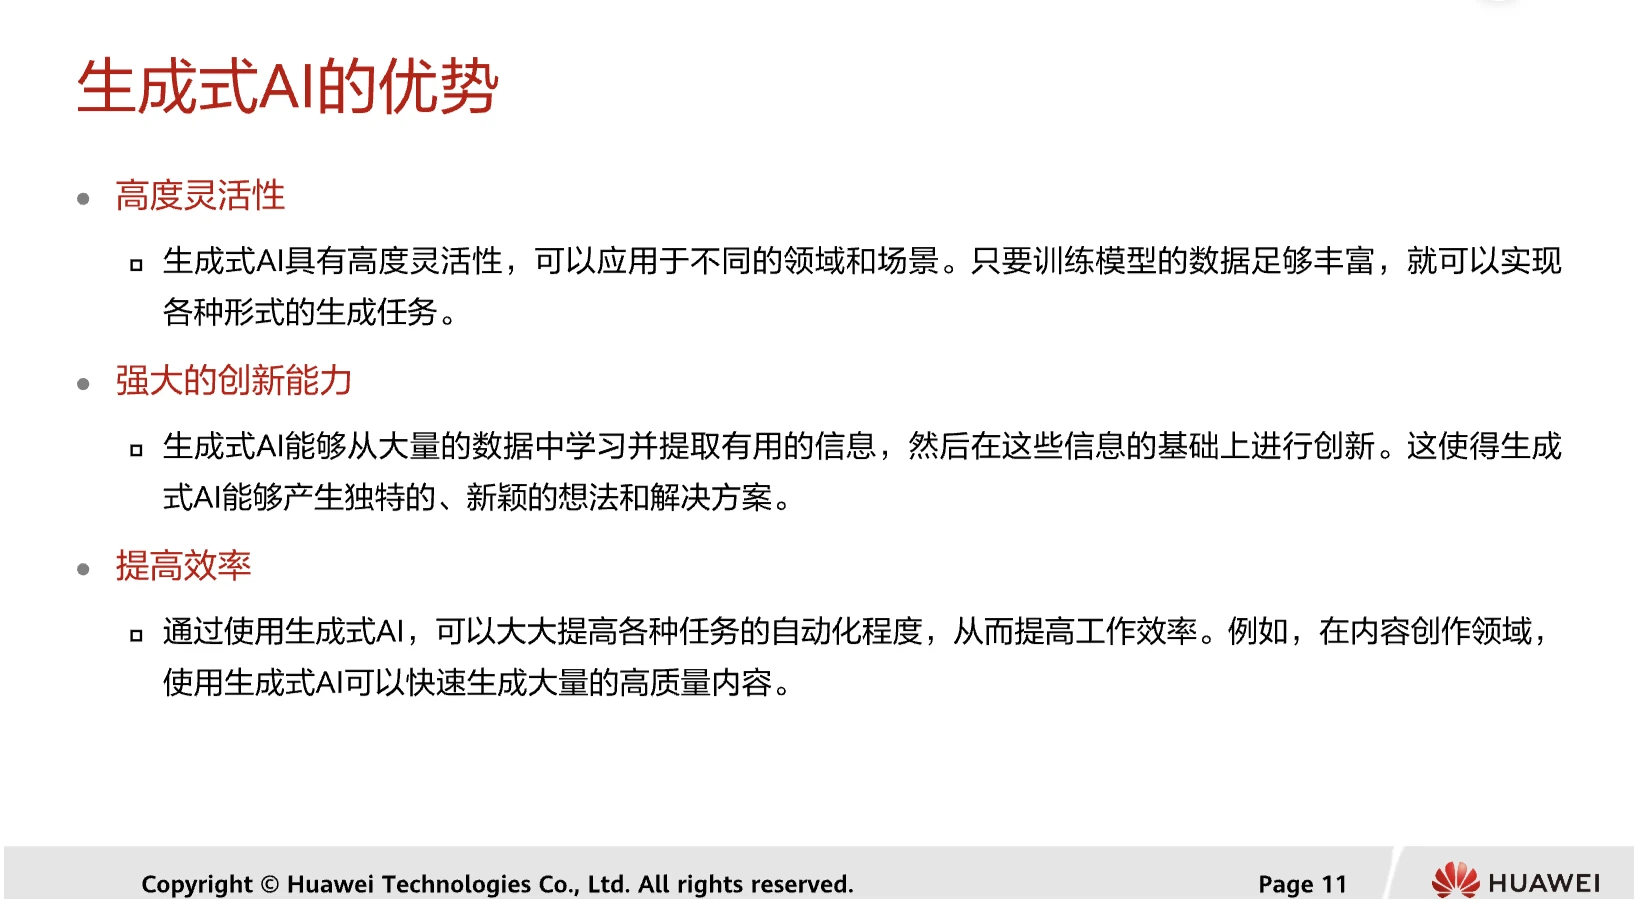 生成式AI的优势
高度灵活性
生成式AI具有高度灵活性，可以应用于不同的领域和场景。只要训练模型的数据足够丰富，就可以实现
各种形式的生成任务。
强大的创新能力
生成式AI能够从大量的数据中学习并提取有用的信息，然后在这些信息的基础上进行创新。这使得生成
式AI能够产生独特的、新颖的想法和解决方案。
提高效率
通过使用生成式AI，可以大大提高各种任务的自动化程度，从而提高工作效率。例如，在内容创作领域，
使用生成式AI可以快速生成大量的高质量内容。
Copyright © Huawei Technologies Co., Ltd. All rights reserved.
Page 11
HUAWEI